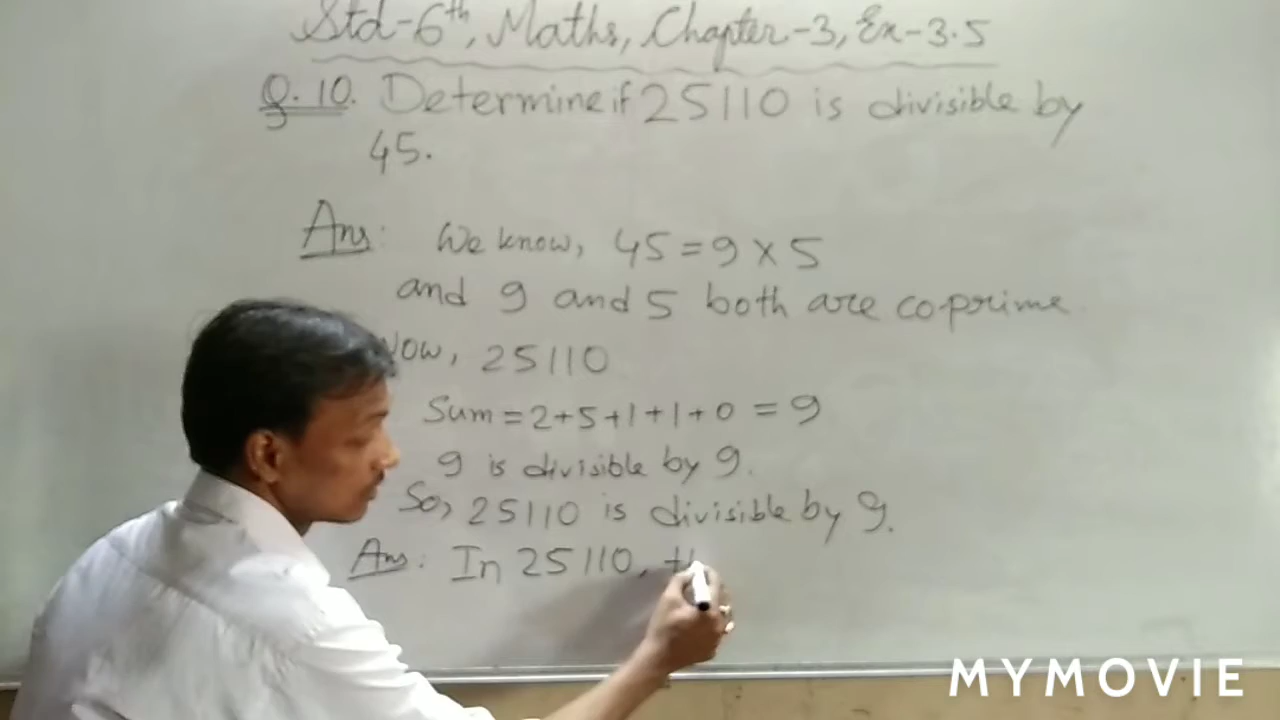 Std-6th, Maths, Chapter-3, Ex-3.5
Q.10. Determine if 25110 is divisible by
45.
Ans: We know, 45 = 9 × 5
and 9 and 5 both are coprime
Now, 25110
Sum = 2+5+1+1+0 = 9
9 is divisible by 9.
So, 25110 is divisible by 9.
Ans: In 25110,
MYMOVIE